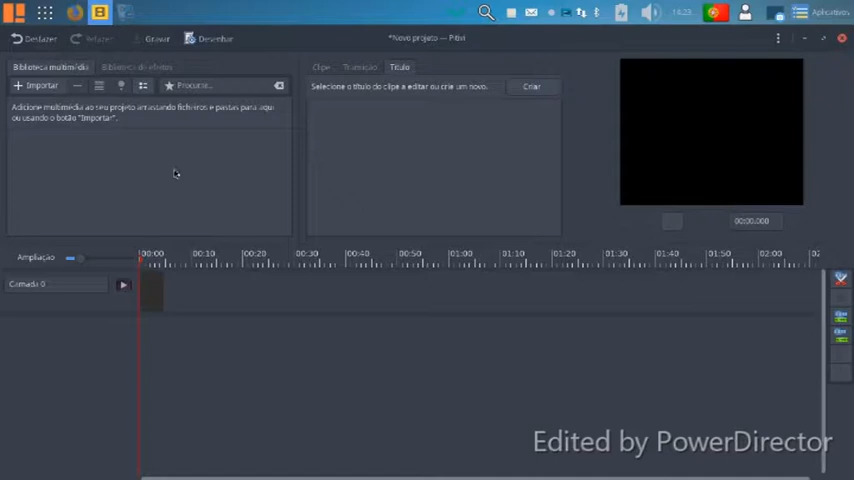 14:23
Aplicativos
Desfazer
Refazer
Gravar
Desenhar
*Novo projeto — Pitivi
Biblioteca multimédia
Biblioteca de efeitos
Clipe
Transição
Título
Importar
Procurar...
Selecione o título do clipe a editar ou crie um novo.
Criar
Adicione multimédia ao seu projeto arrastando ficheiros e pastas para aqui
ou usando o botão "Importar".
00:00.000
Ampliação
00:00 00:10 00:20 00:30 00:40 00:50 01:00 01:10 01:20 01:30 01:40 01:50 02:00
Camada 0
Edited by PowerDirector